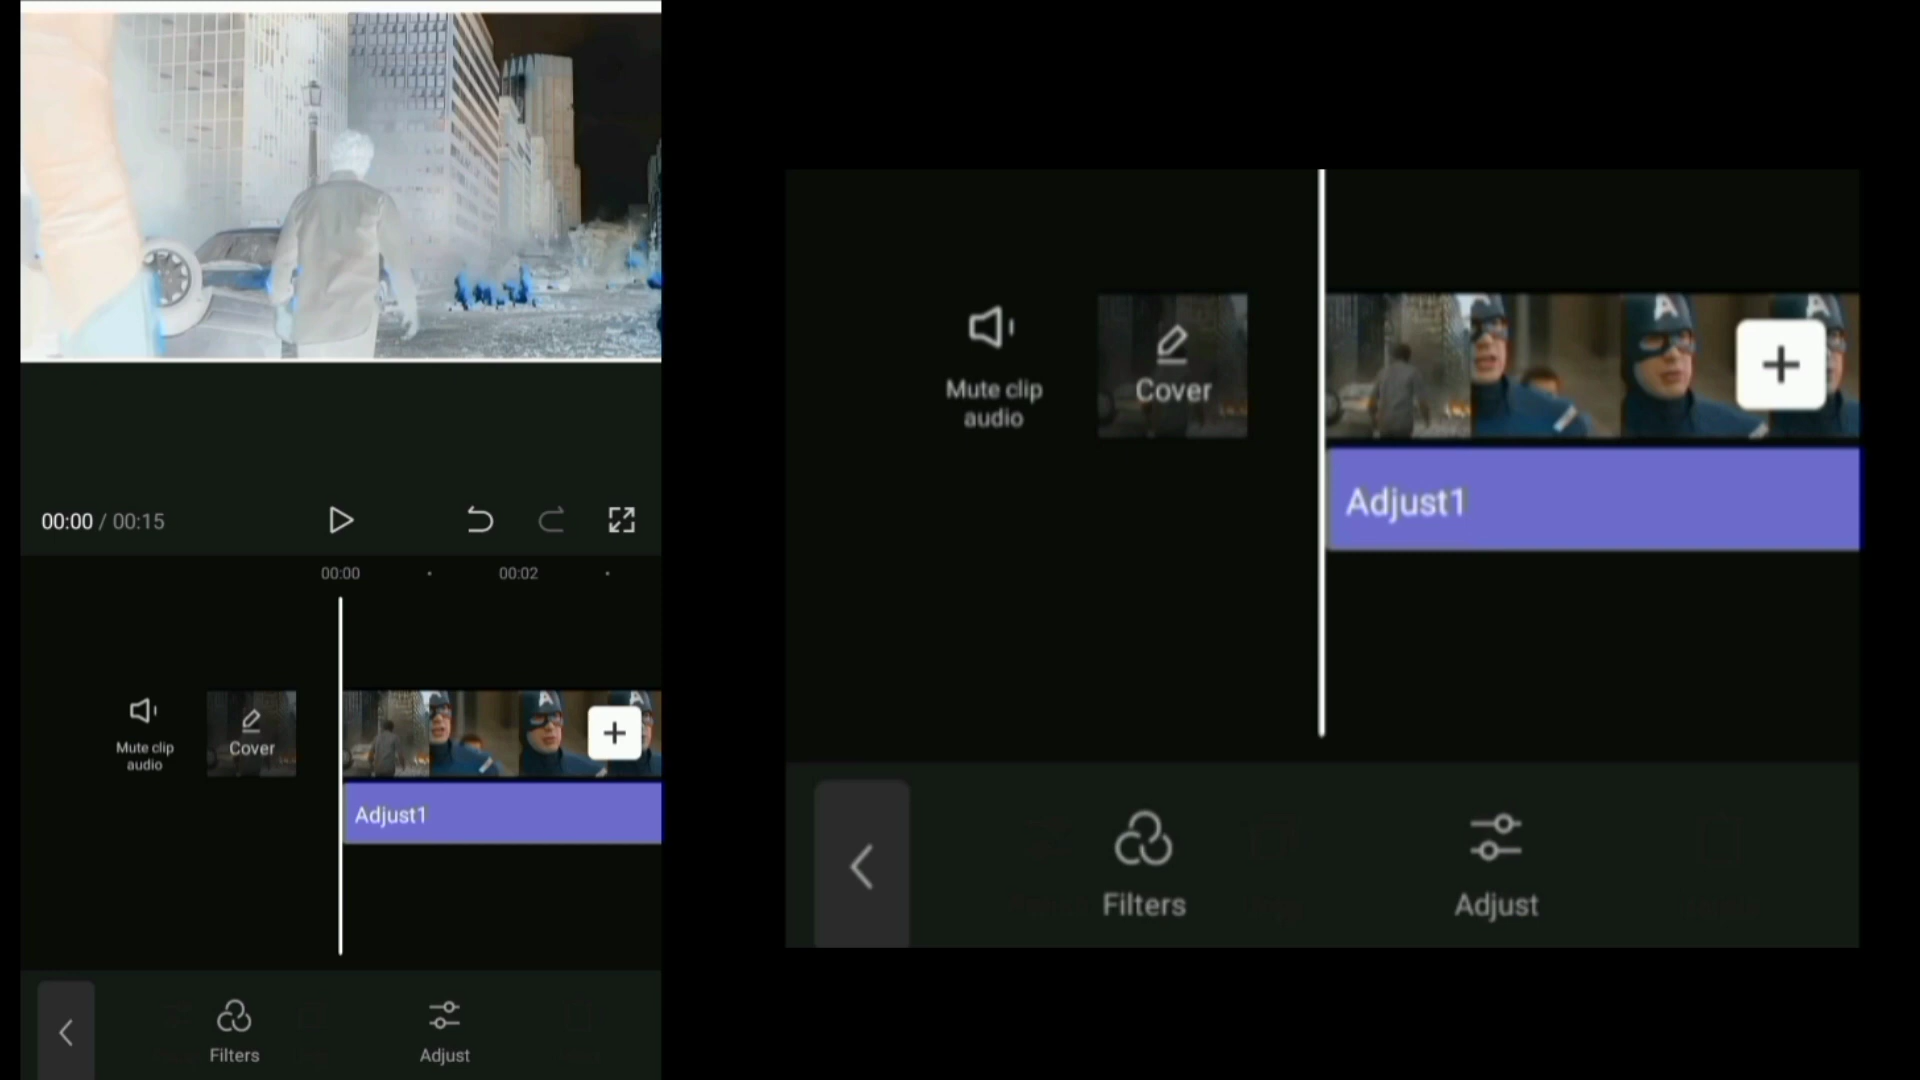 00:00 / 00:15
00:00
00:02
Mute clip
audio
Cover
Adjust1
Filters
Adjust
Mute clip
audio
Cover
A
A
Adjust1
Filters
Adjust